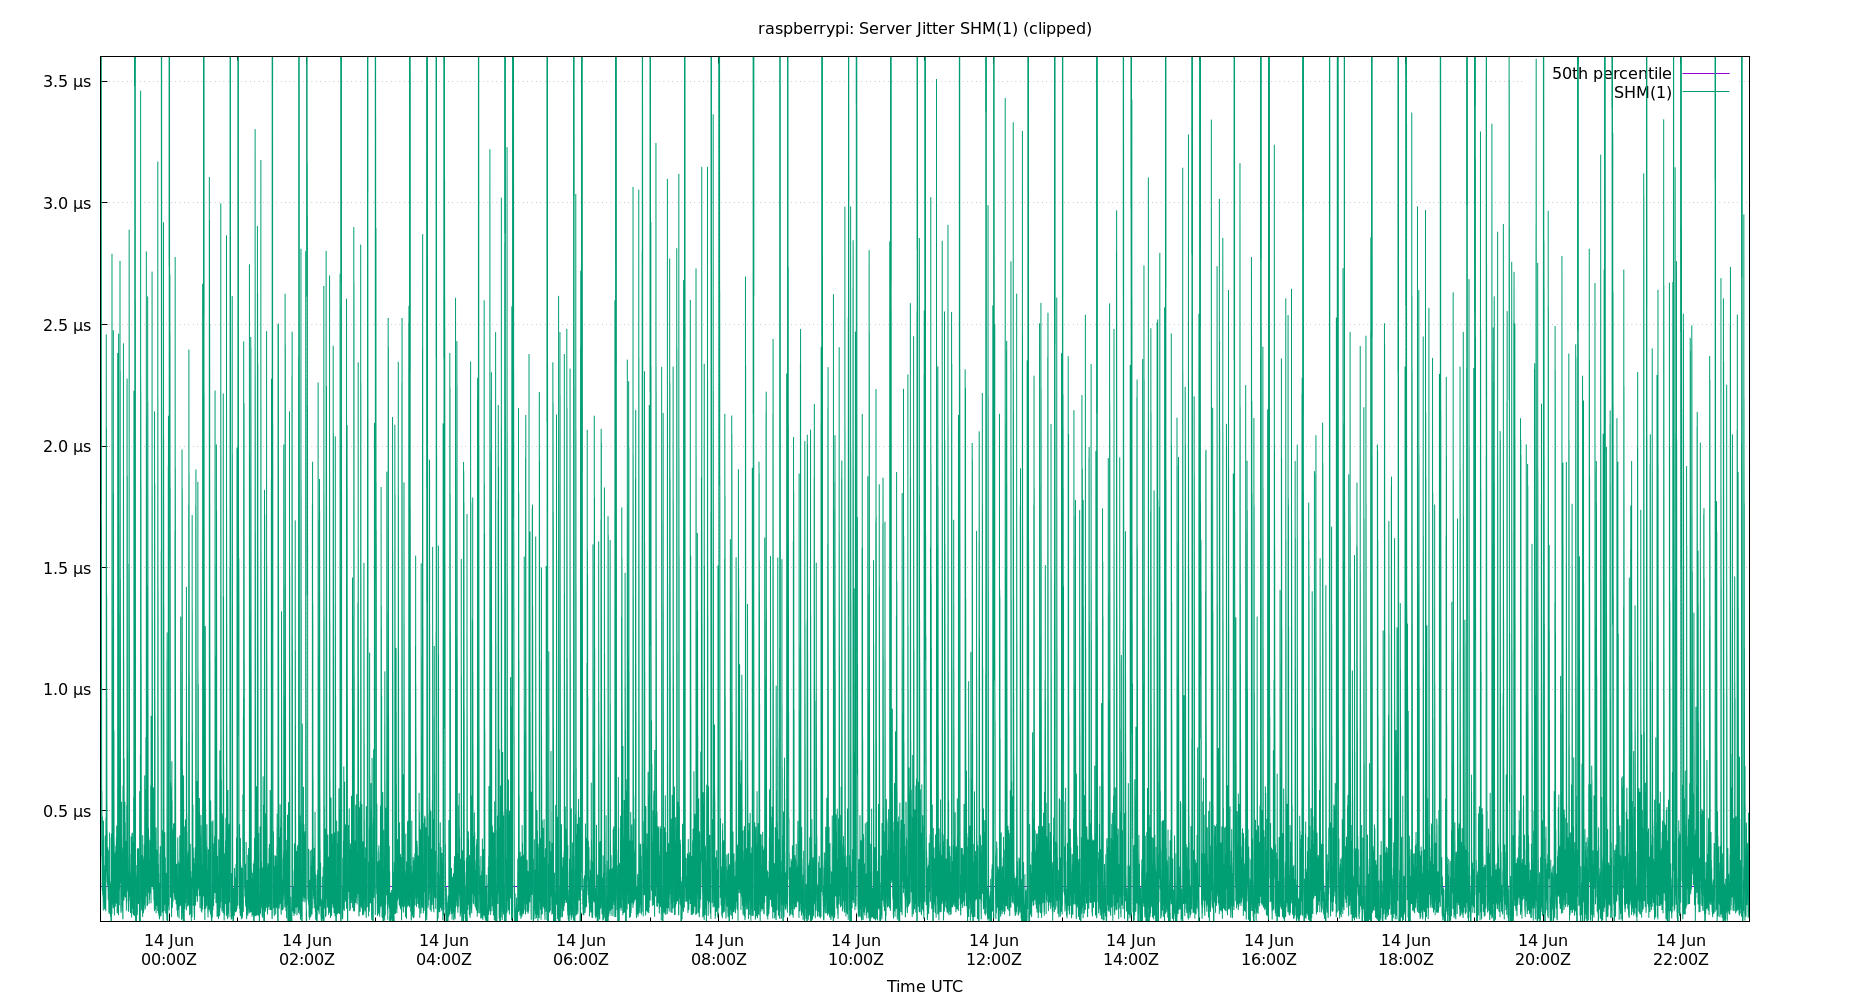 raspberrypi: Server Jitter SHM(1) (clipped)
50th percentile
SHM(1)
3.5 µs
3.0 µs
2.5 µs
2.0 µs
1.5 µs
1.0 µs
0.5 µs
14 Jun 14 Jun 14 Jun 14 Jun 14 Jun 14 Jun 14 Jun 14 Jun 14 Jun 14 Jun 14 Jun 14 Jun
00:00Z 02:00Z 04:00Z 06:00Z 08:00Z 10:00Z 12:00Z 14:00Z 16:00Z 18:00Z 20:00Z 22:00Z
Time UTC